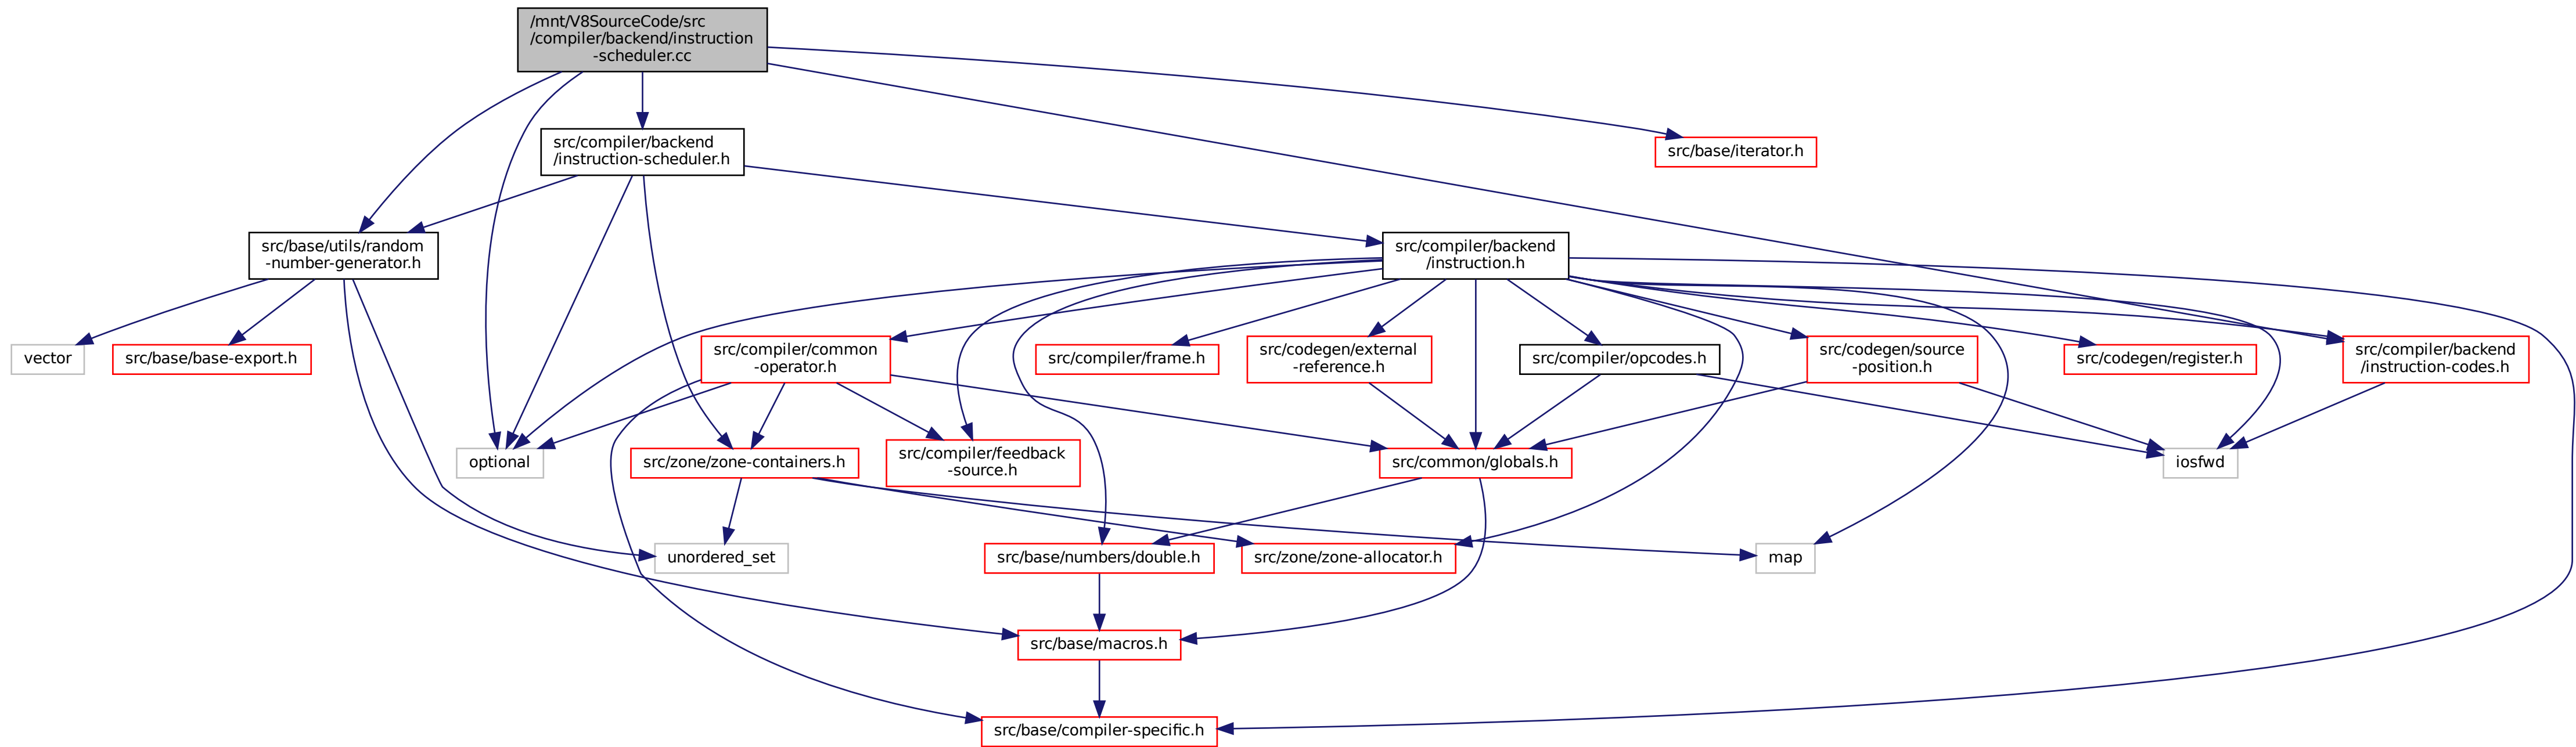 /mnt/V8SourceCode/src
/compiler/backend/instruction
-scheduler.cc
src/compiler/backend
/instruction-scheduler.h
src/base/iterator.h
src/base/utils/random
-number-generator.h
src/compiler/backend
/instruction.h
vector
src/base/base-export.h
src/compiler/common
-operator.h
src/compiler/frame.h
src/codegen/external
-reference.h
src/compiler/opcodes.h
src/codegen/source
-position.h
src/codegen/register.h
src/compiler/backend
/instruction-codes.h
optional
src/zone/zone-containers.h
src/compiler/feedback
-source.h
src/common/globals.h
iosfwd
unordered_set
src/base/numbers/double.h
src/zone/zone-allocator.h
map
src/base/macros.h
src/base/compiler-specific.h